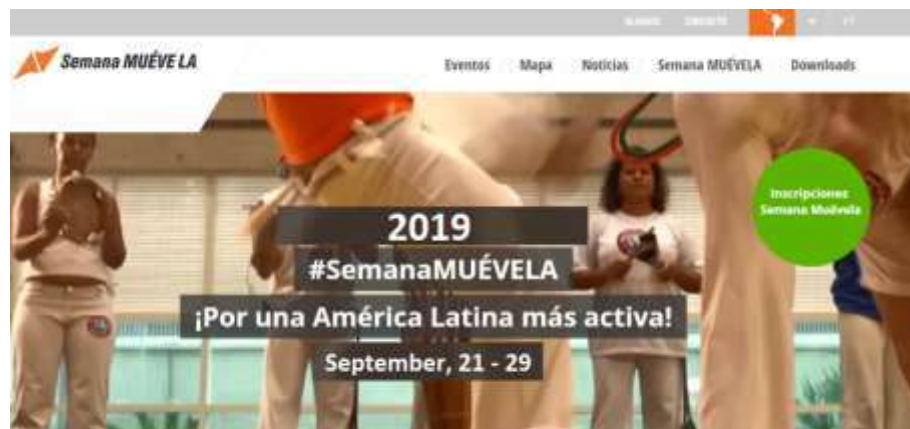 Semana MUÉVE LA
Eventos Mapa Noticias Semana MUÉVELA Downloads
Inscripciones
Semana Muévela
2019
#SemanaMUÉVELA
¡Por una América Latina más activa!
September, 21 - 29